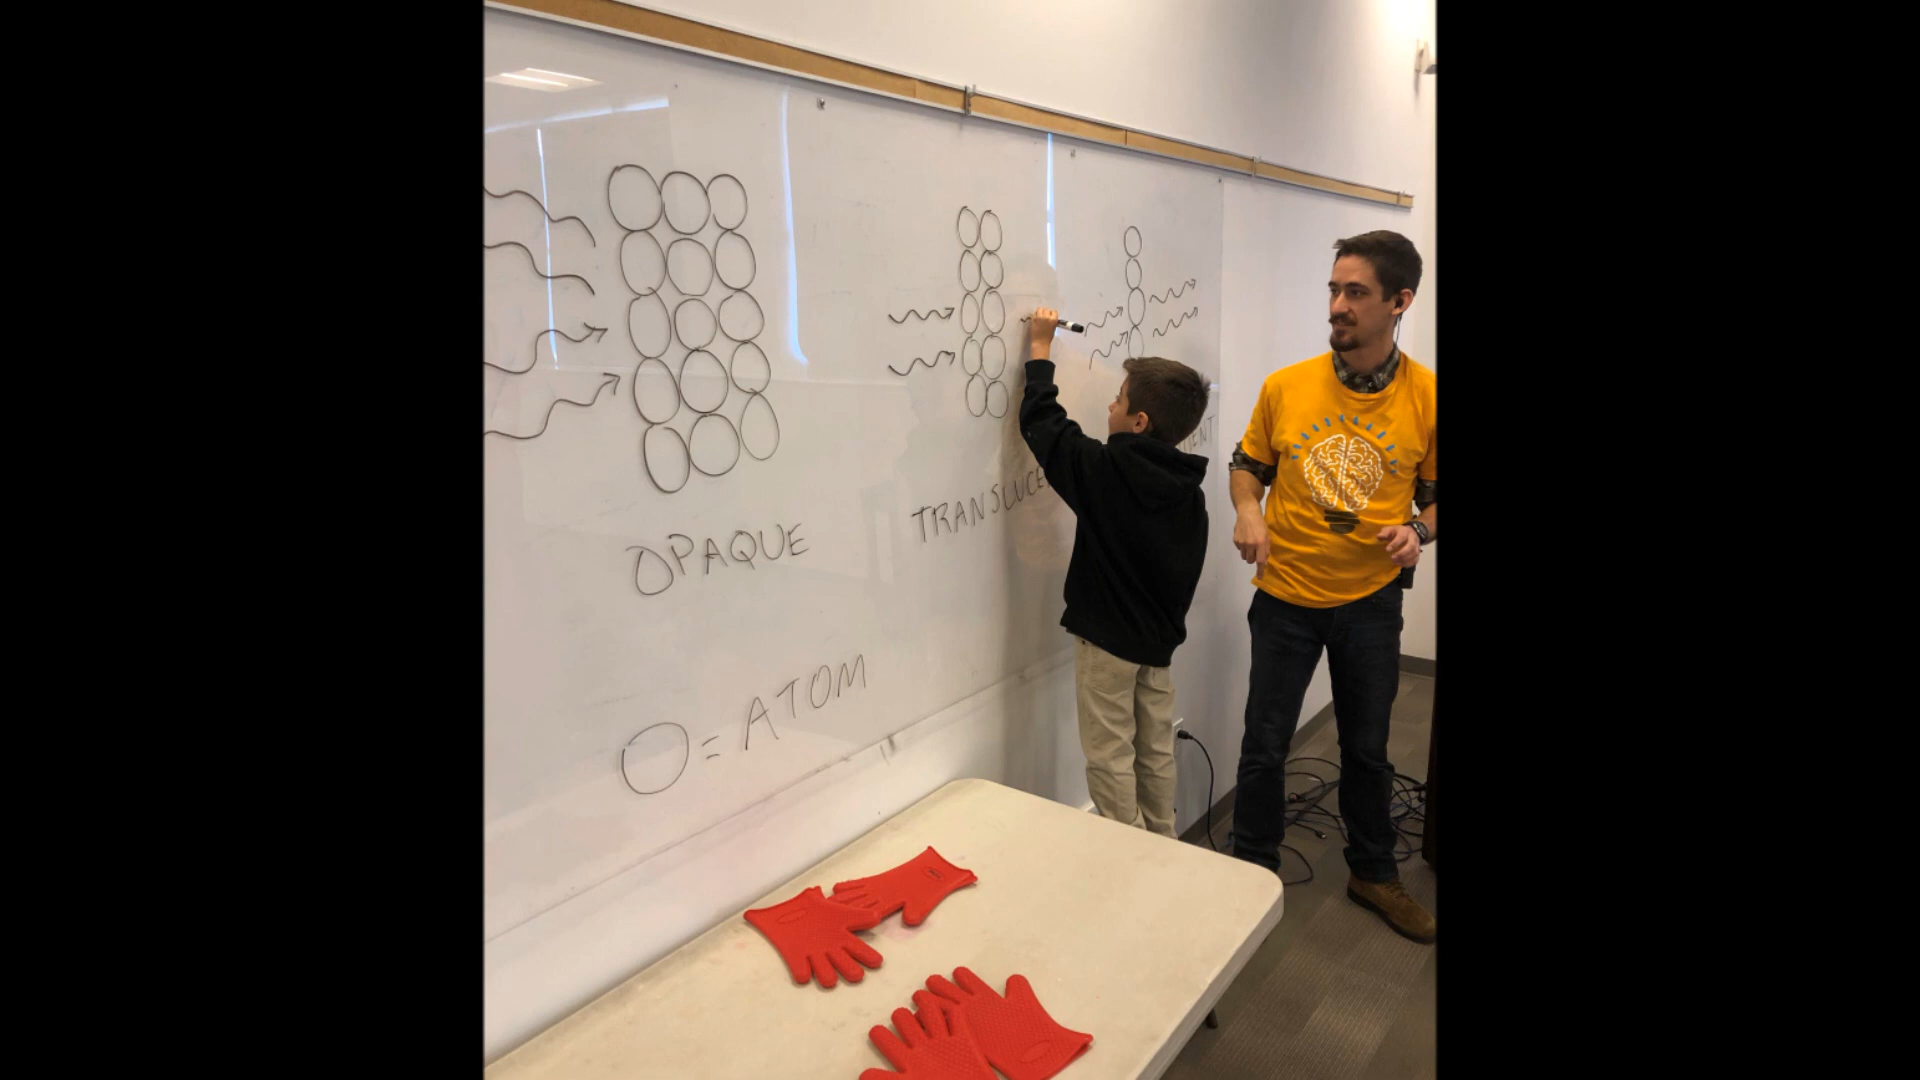 OPAQUE
TRANSLUCE
O = ATOM